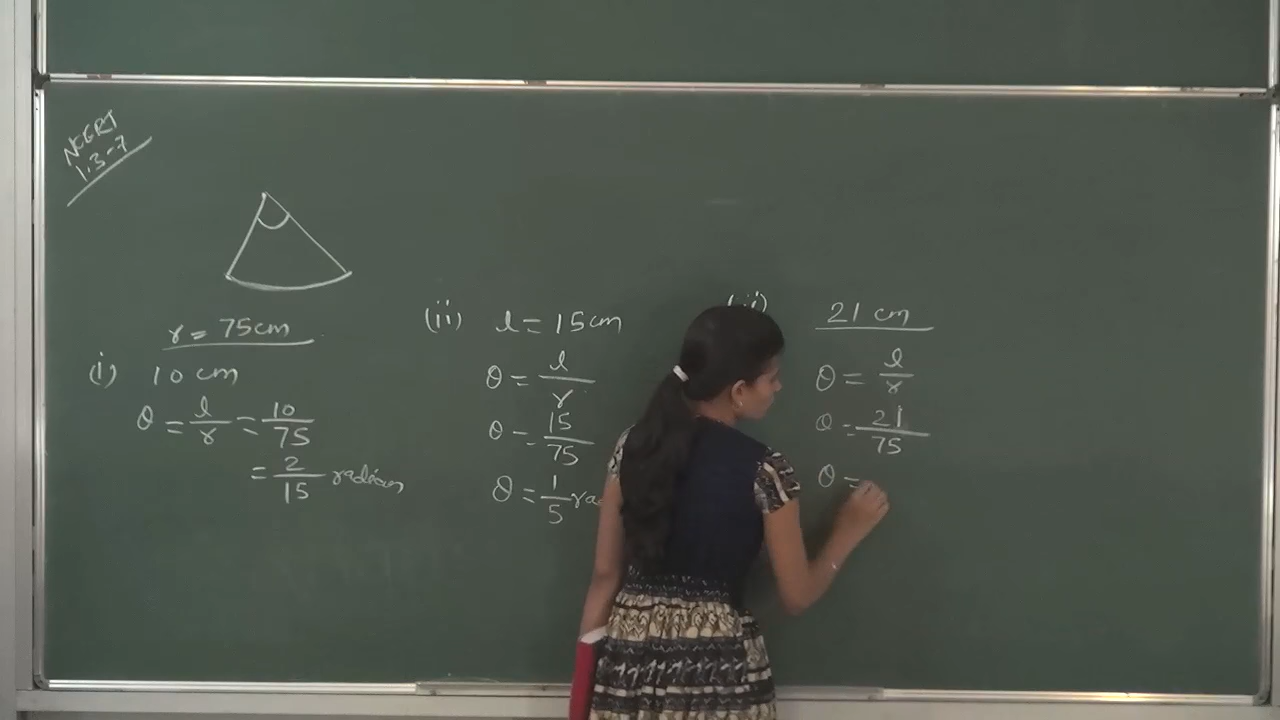 NCERT
1.3-7
r = 75cm
(i) 10 cm
θ = l/r = 10/75
= 2/15 radian
(ii) l = 15cm
θ = l/r
θ = 15/75
θ = 1/5
21 cm
θ = l/r
θ = 21/75
θ =